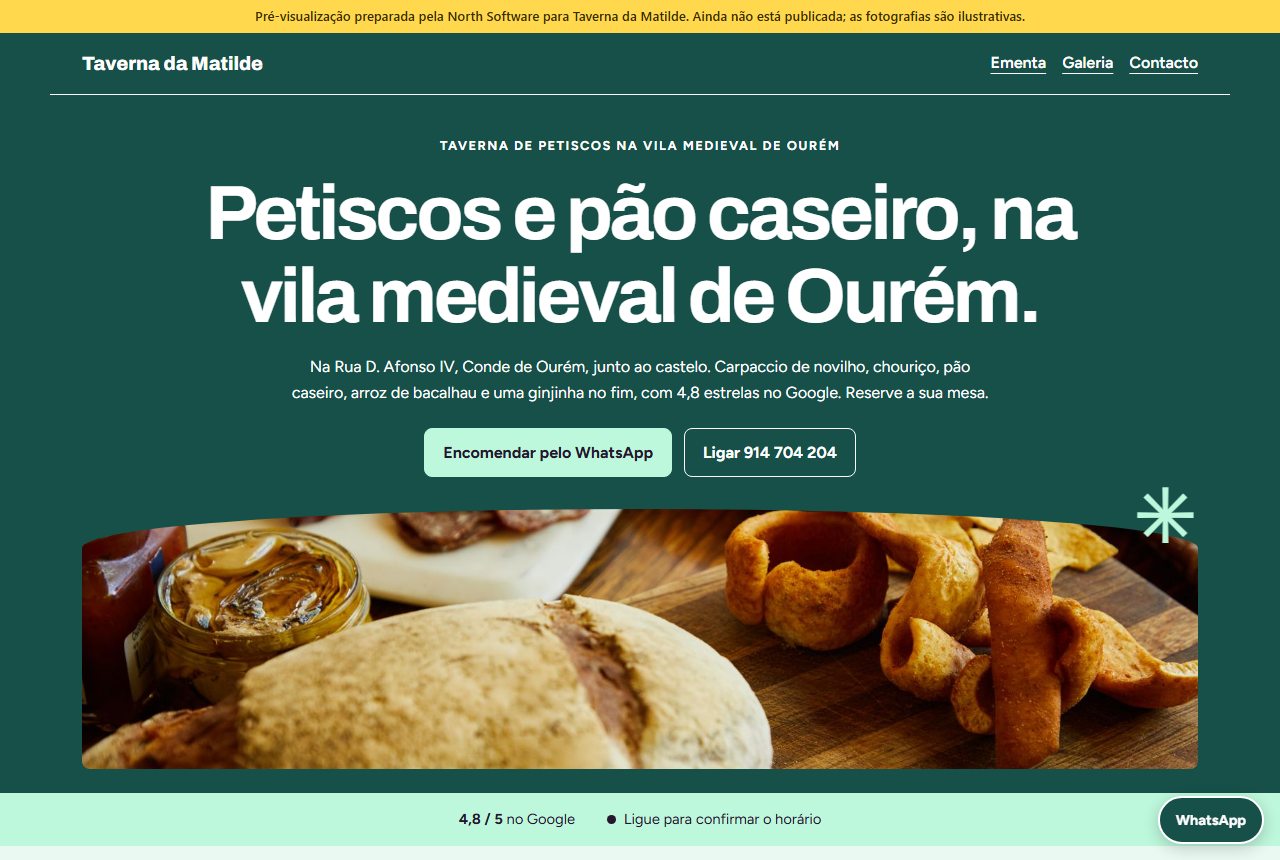 Pré-visualização preparada pela North Software para Taverna da Matilde. Ainda não está publicada; as fotografias são ilustrativas.
Taverna da Matilde
Ementa Galeria Contacto
TAVERNA DE PETISCOS NA VILA MEDIEVAL DE OURÉM
Petiscos e pão caseiro, na
vila medieval de Ourém.
Na Rua D. Afonso IV, Conde de Ourém, junto ao castelo. Carpaccio de novilho, chouriço, pão
caseiro, arroz de bacalhau e uma ginjinha no fim, com 4,8 estrelas no Google. Reserve a sua mesa.
Encomendar pelo WhatsApp
Ligar 914 704 204
4,8 / 5 no Google
Ligue para confirmar o horário
WhatsApp